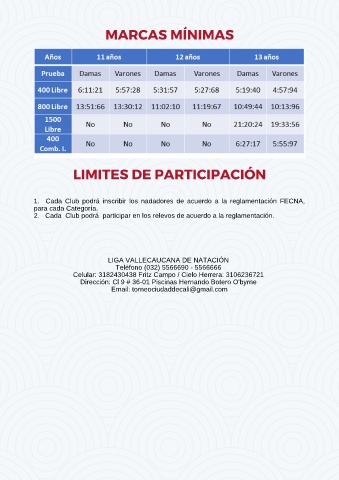 MARCAS MÍNIMAS
Años 11 años 12 años 13 años
Prueba Damas Varones Damas Varones Damas Varones
400 Libre 6:11:21 5:57:28 5:31:57 5:27:68 5:19:40 4:57:94
800 Libre 13:51:66 13:30:12 11:02:10 11:19:67 10:49:44 10:13:96
1500 Libre No No No No 21:20:24 19:33:56
400 Comb. I. No No No No 6:27:17 5:55:97
LIMITES DE PARTICIPACIÓN
1. Cada Club podrá inscribir los nadadores de acuerdo a la reglamentación FECNA,
para cada Categoría.
2. Cada Club podrá participar en los relevos de acuerdo a la reglamentación.
LIGA VALLECAUCANA DE NATACIÓN
Teléfono (032) 5566690 - 5566666
Celular: 3182430438 Fritz Campo / Cielo Herrera: 3106236721
Dirección: Cl 9 # 36-01 Piscinas Hernando Botero O'byrne
Email: torneociudaddecali@gmail.com